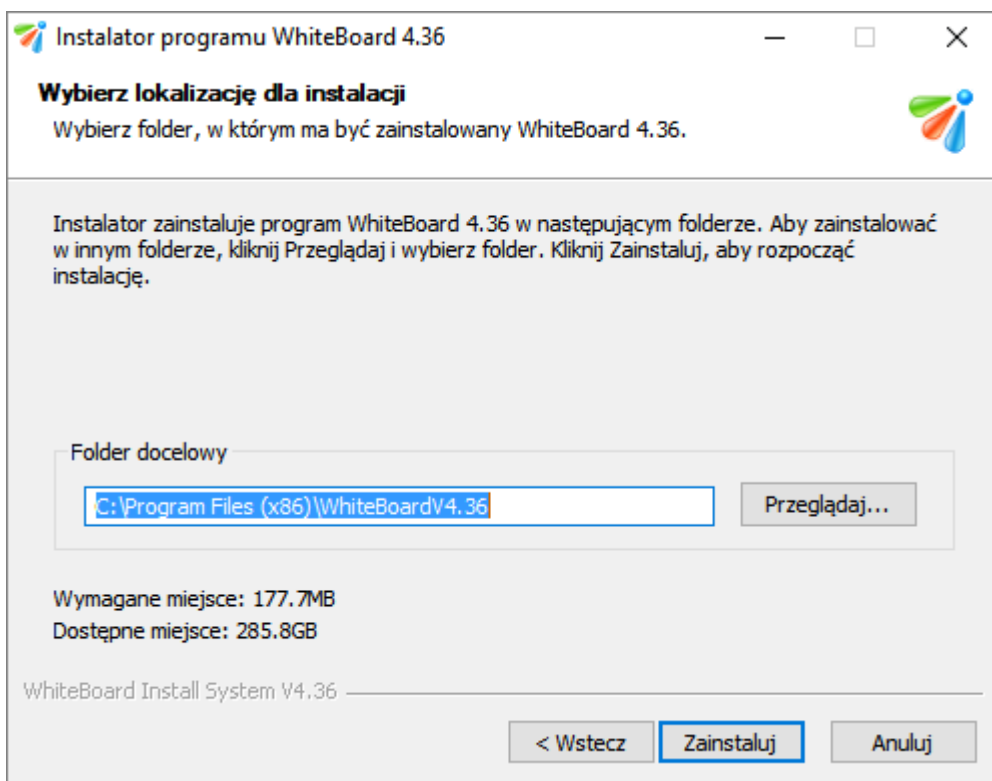 Instalator programu WhiteBoard 4.36
Wybierz lokalizację dla instalacji
Wybierz folder, w którym ma być zainstalowany WhiteBoard 4.36.
Instalator zainstaluje program WhiteBoard 4.36 w następującym folderze. Aby zainstalować
w innym folderze, kliknij Przeglądaj i wybierz folder. Kliknij Zainstaluj, aby rozpocząć
instalację.
Folder docelowy
C:\Program Files (x86)\WhiteBoardV4.36
Przeglądaj...
Wymagane miejsce: 177.7MB
Dostępne miejsce: 285.8GB
WhiteBoard Install System V4.36
< Wstecz
Zainstaluj
Anuluj